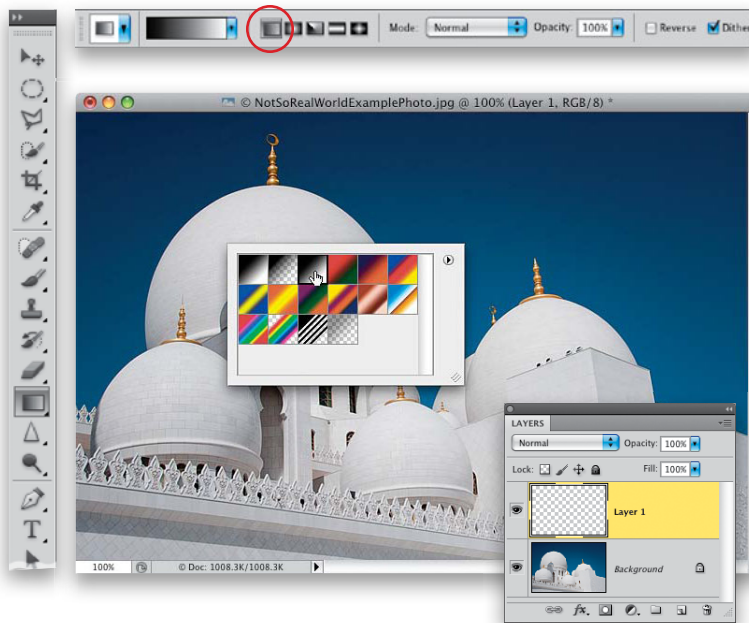 Mode: Normal Opacity: 100% Reverse Dither
© NotSoRealWorldExamplePhoto.jpg @ 100% (Layer 1, RGB/8) *
LAYERS
Normal Opacity: 100%
Lock: Fill: 100%
Layer 1
Background
100% © Doc: 1008.3K/1008.3K
fx.
T